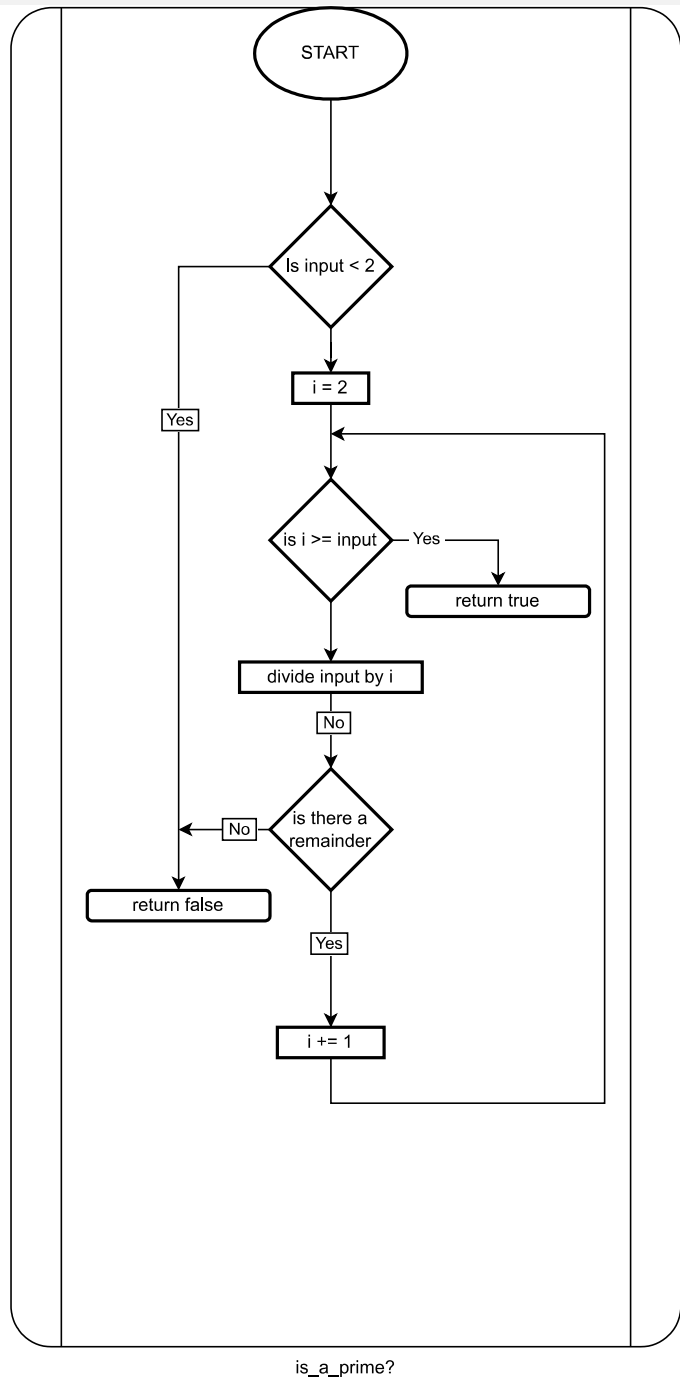 START
Is input < 2
i = 2
Yes
is i >= input
Yes
return true
divide input by i
No
is there a
remainder
No
return false
Yes
i += 1
is_a_prime?